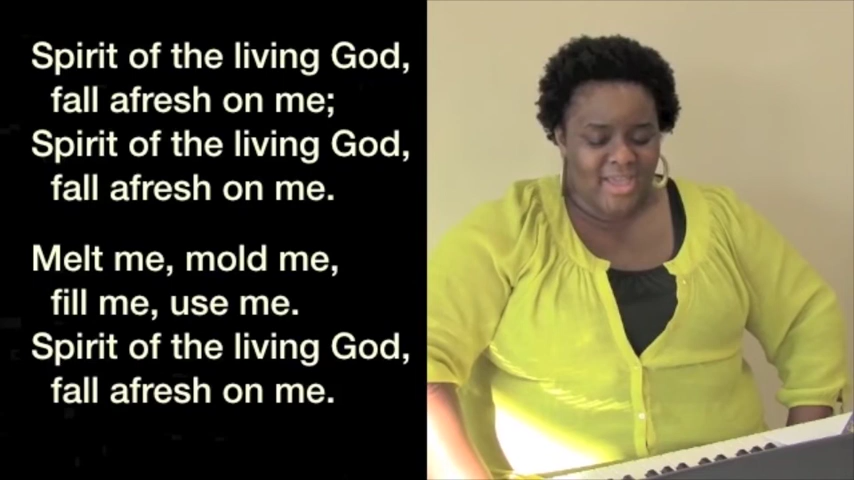 Spirit of the living God,
fall afresh on me;
Spirit of the living God,
fall afresh on me.
Melt me, mold me,
fill me, use me.
Spirit of the living God,
fall afresh on me.